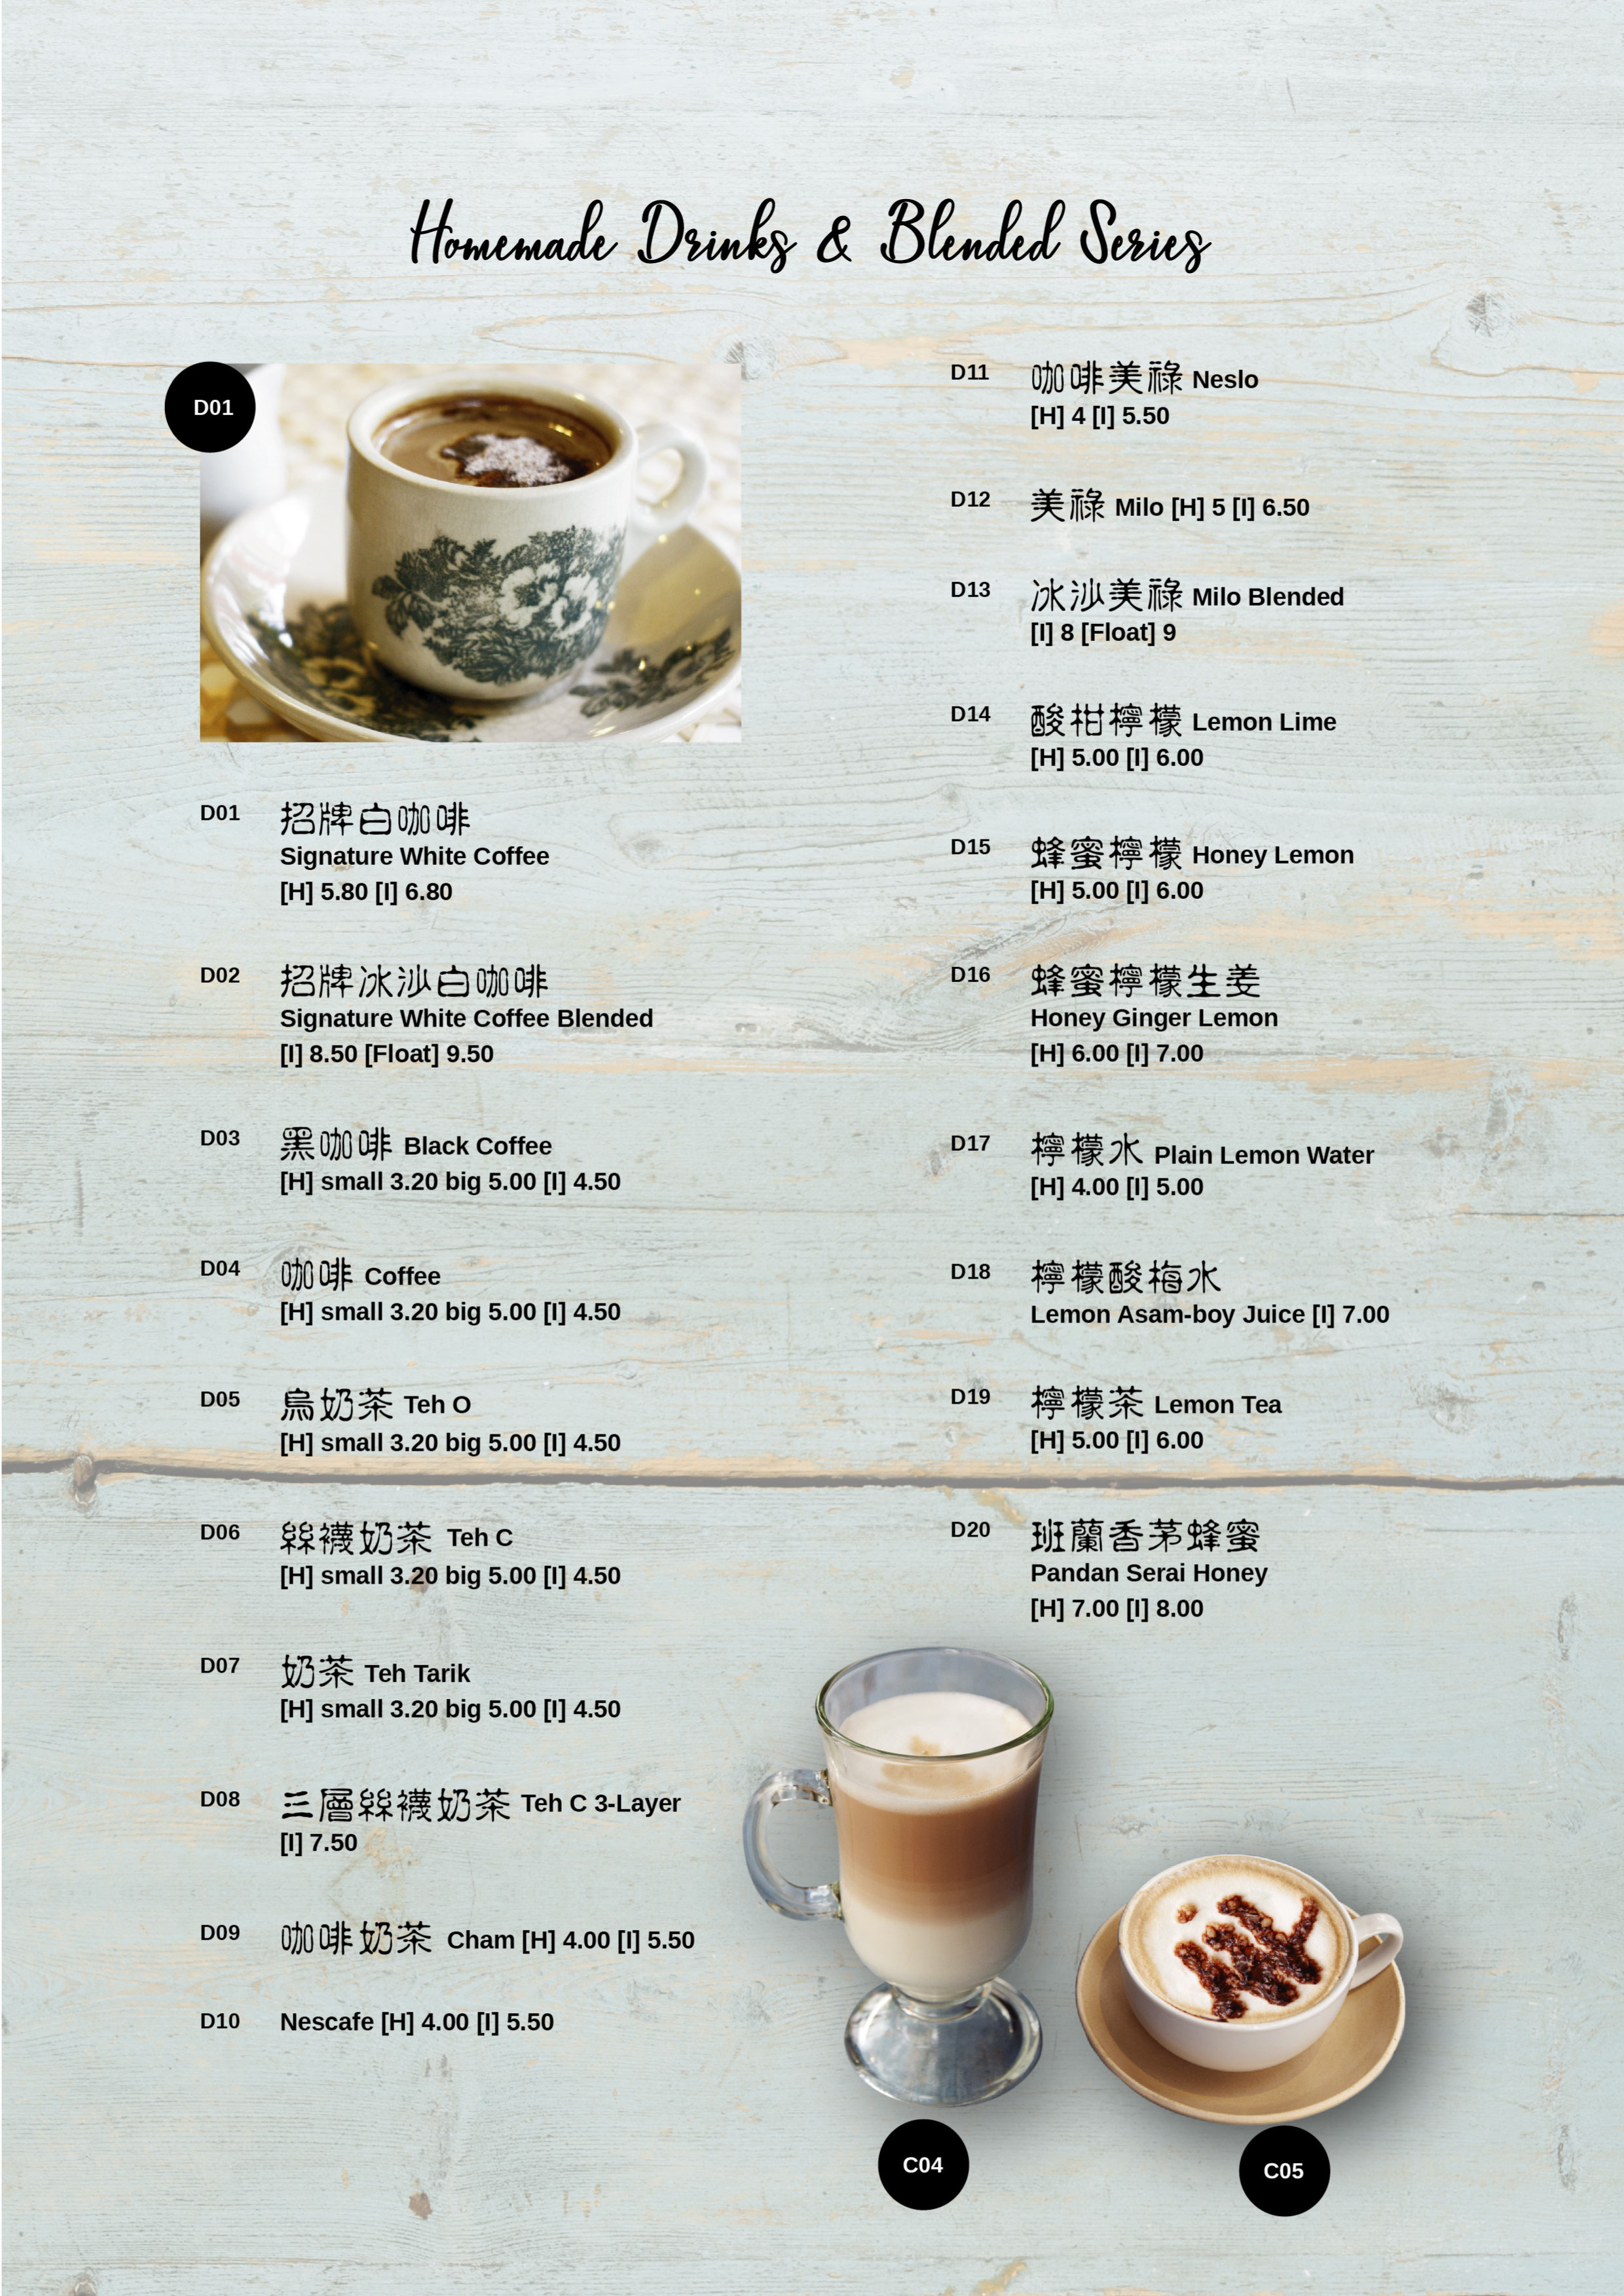 Homemade Drinks & Blended Series
D01
D01 招牌白咖啡
Signature White Coffee
[H] 5.80 [I] 6.80
D02 招牌冰沙白咖啡
Signature White Coffee Blended
[I] 8.50 [Float] 9.50
D03 黑咖啡 Black Coffee
[H] small 3.20 big 5.00 [I] 4.50
D04 咖啡 Coffee
[H] small 3.20 big 5.00 [I] 4.50
D05 烏奶茶 Teh O
[H] small 3.20 big 5.00 [I] 4.50
D06 絲襪奶茶 Teh C
[H] small 3.20 big 5.00 [I] 4.50
D07 奶茶 Teh Tarik
[H] small 3.20 big 5.00 [I] 4.50
D08 三層絲襪奶茶 Teh C 3-Layer
[I] 7.50
D09 咖啡奶茶 Cham [H] 4.00 [I] 5.50
D10 Nescafe [H] 4.00 [I] 5.50
D11 咖啡美祿 Neslo
[H] 4 [I] 5.50
D12 美祿 Milo [H] 5 [I] 6.50
D13 冰沙美祿 Milo Blended
[I] 8 [Float] 9
D14 酸柑檸檬 Lemon Lime
[H] 5.00 [I] 6.00
D15 蜂蜜檸檬 Honey Lemon
[H] 5.00 [I] 6.00
D16 蜂蜜檸檬生姜
Honey Ginger Lemon
[H] 6.00 [I] 7.00
D17 檸檬水 Plain Lemon Water
[H] 4.00 [I] 5.00
D18 檸檬酸梅水
Lemon Asam-boy Juice [I] 7.00
D19 檸檬茶 Lemon Tea
[H] 5.00 [I] 6.00
D20 班蘭香茅蜂蜜
Pandan Serai Honey
[H] 7.00 [I] 8.00
C04
C05